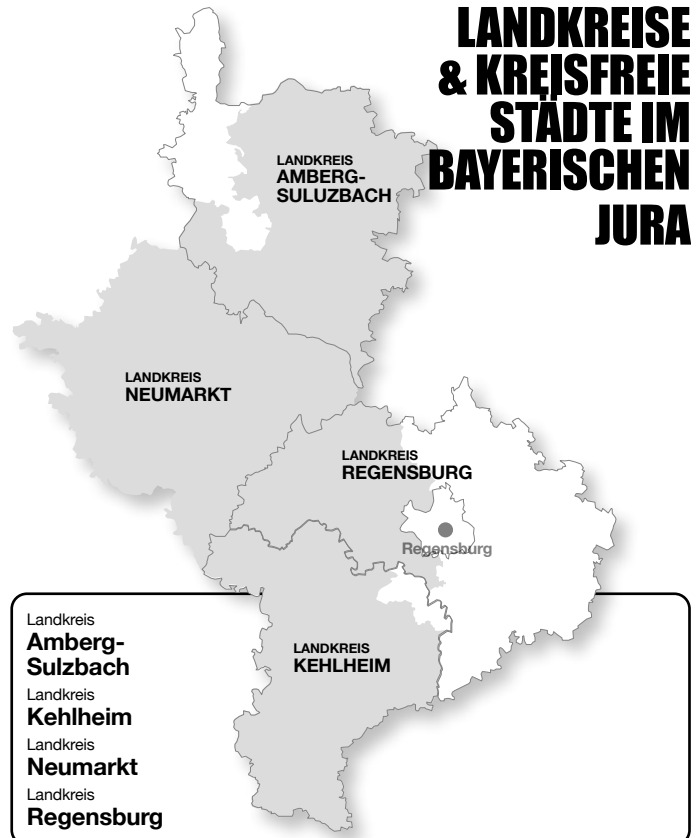 LANDKREISE
& KREISFREIE
STÄDTE IM
BAYERISCHEN
JURA
LANDKREIS
AMBERG-
SULUZBACH
LANDKREIS
NEUMARKT
LANDKREIS
REGENSBURG
Regensburg
LANDKREIS
KEHLHEIM
Landkreis
Amberg-
Sulzbach
Landkreis
Kehlheim
Landkreis
Neumarkt
Landkreis
Regensburg